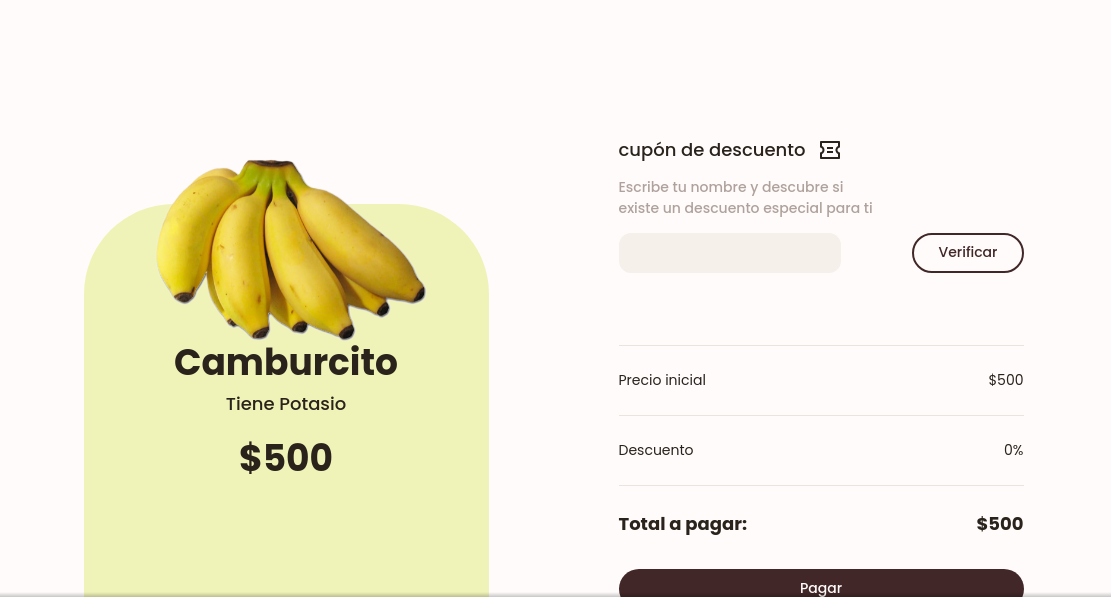 Camburcito
Tiene Potasio
$500
cupón de descuento
Escribe tu nombre y descubre si
existe un descuento especial para ti
Verificar
Precio inicial $500
Descuento 0%
Total a pagar: $500
Pagar